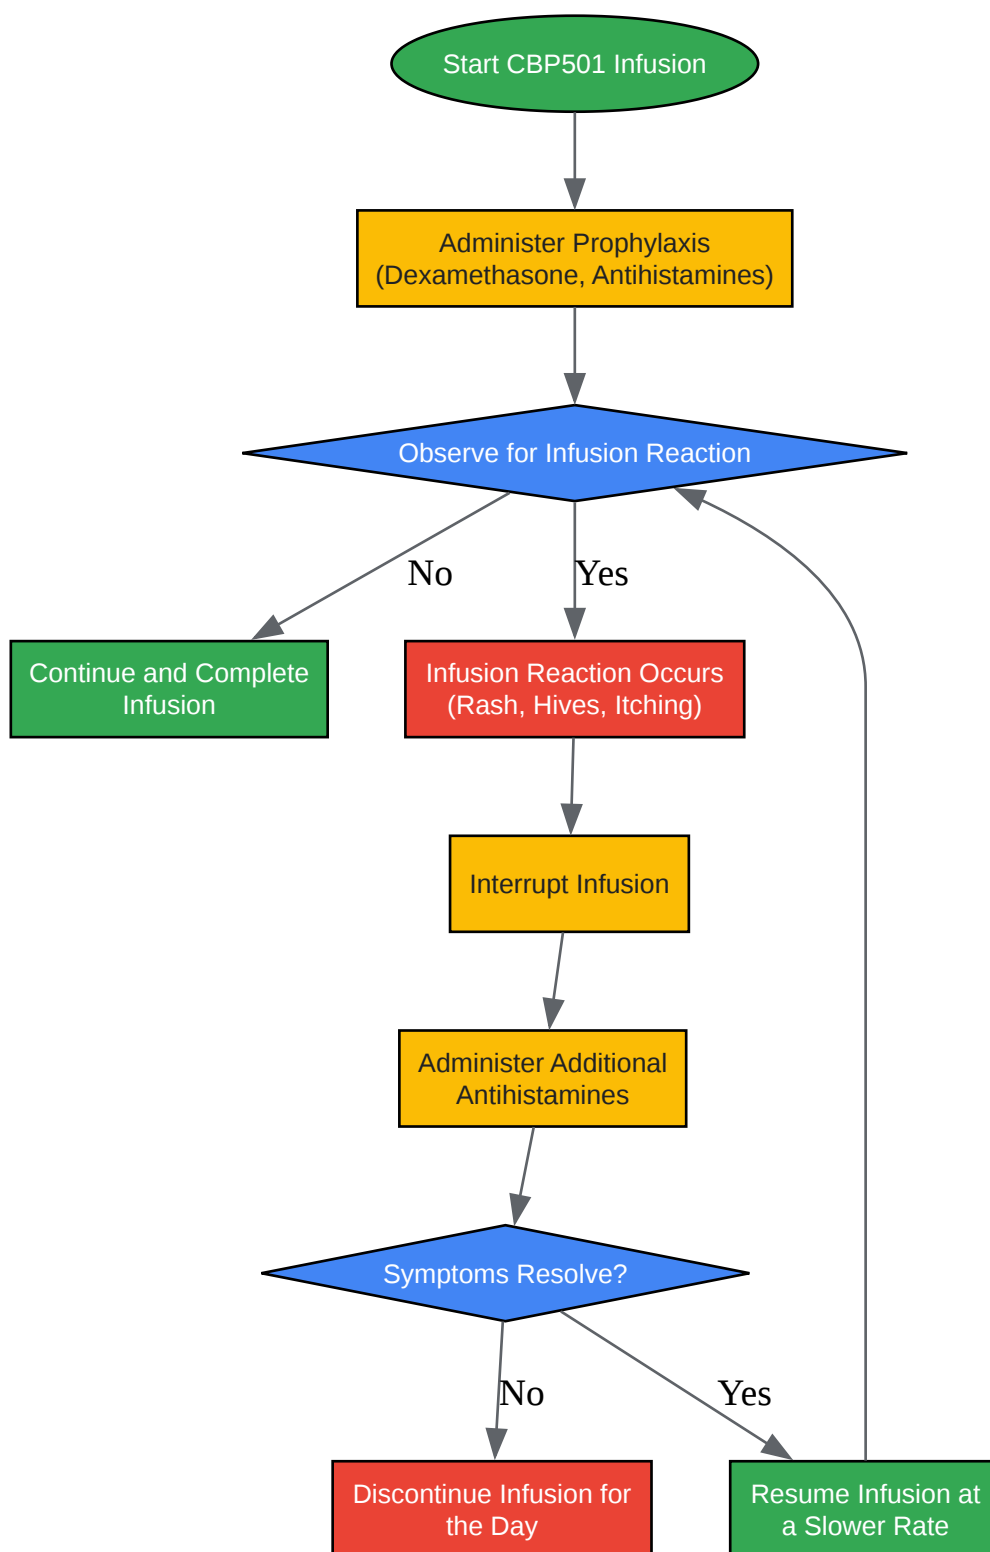 Start CBP501 Infusion
Administer Prophylaxis
(Dexamethasone, Antihistamines)
Observe for Infusion Reaction
No
Yes
Continue and Complete
Infusion
Infusion Reaction Occurs
(Rash, Hives, Itching)
Interrupt Infusion
Administer Additional
Antihistamines
Symptoms Resolve?
No
Yes
Discontinue Infusion for
the Day
Resume Infusion at
a Slower Rate